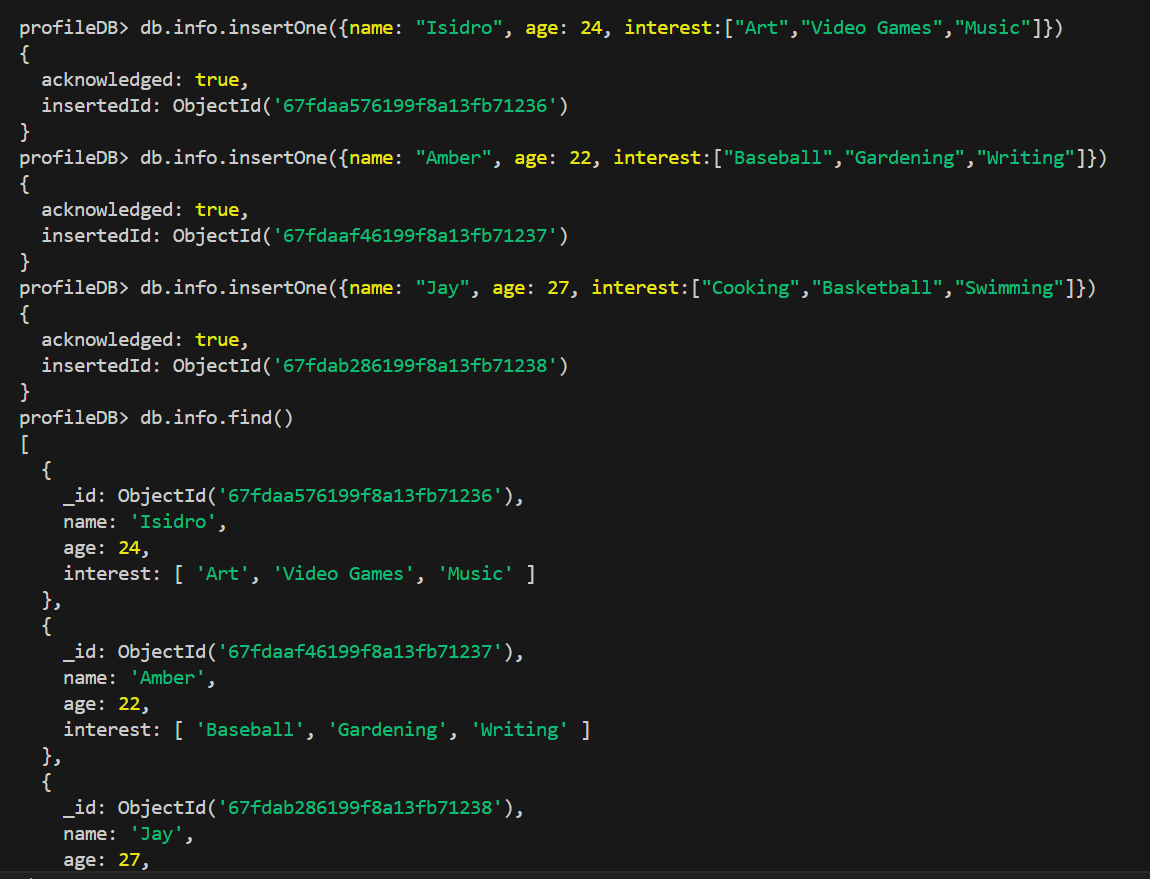 profileDB> db.info.insertOne({name: "Isidro", age: 24, interest:["Art","Video Games","Music"]})
{
  acknowledged: true,
  insertedId: ObjectId('67fdaa576199f8a13fb71236')
}
profileDB> db.info.insertOne({name: "Amber", age: 22, interest:["Baseball","Gardening","Writing"]})
{
  acknowledged: true,
  insertedId: ObjectId('67fdaaf46199f8a13fb71237')
}
profileDB> db.info.insertOne({name: "Jay", age: 27, interest:["Cooking","Basketball","Swimming"]})
{
  acknowledged: true,
  insertedId: ObjectId('67fdab286199f8a13fb71238')
}
profileDB> db.info.find()
[
  {
    _id: ObjectId('67fdaa576199f8a13fb71236'),
    name: 'Isidro',
    age: 24,
    interest: [ 'Art', 'Video Games', 'Music' ]
  },
  {
    _id: ObjectId('67fdaaf46199f8a13fb71237'),
    name: 'Amber',
    age: 22,
    interest: [ 'Baseball', 'Gardening', 'Writing' ]
  },
  {
    _id: ObjectId('67fdab286199f8a13fb71238'),
    name: 'Jay',
    age: 27,